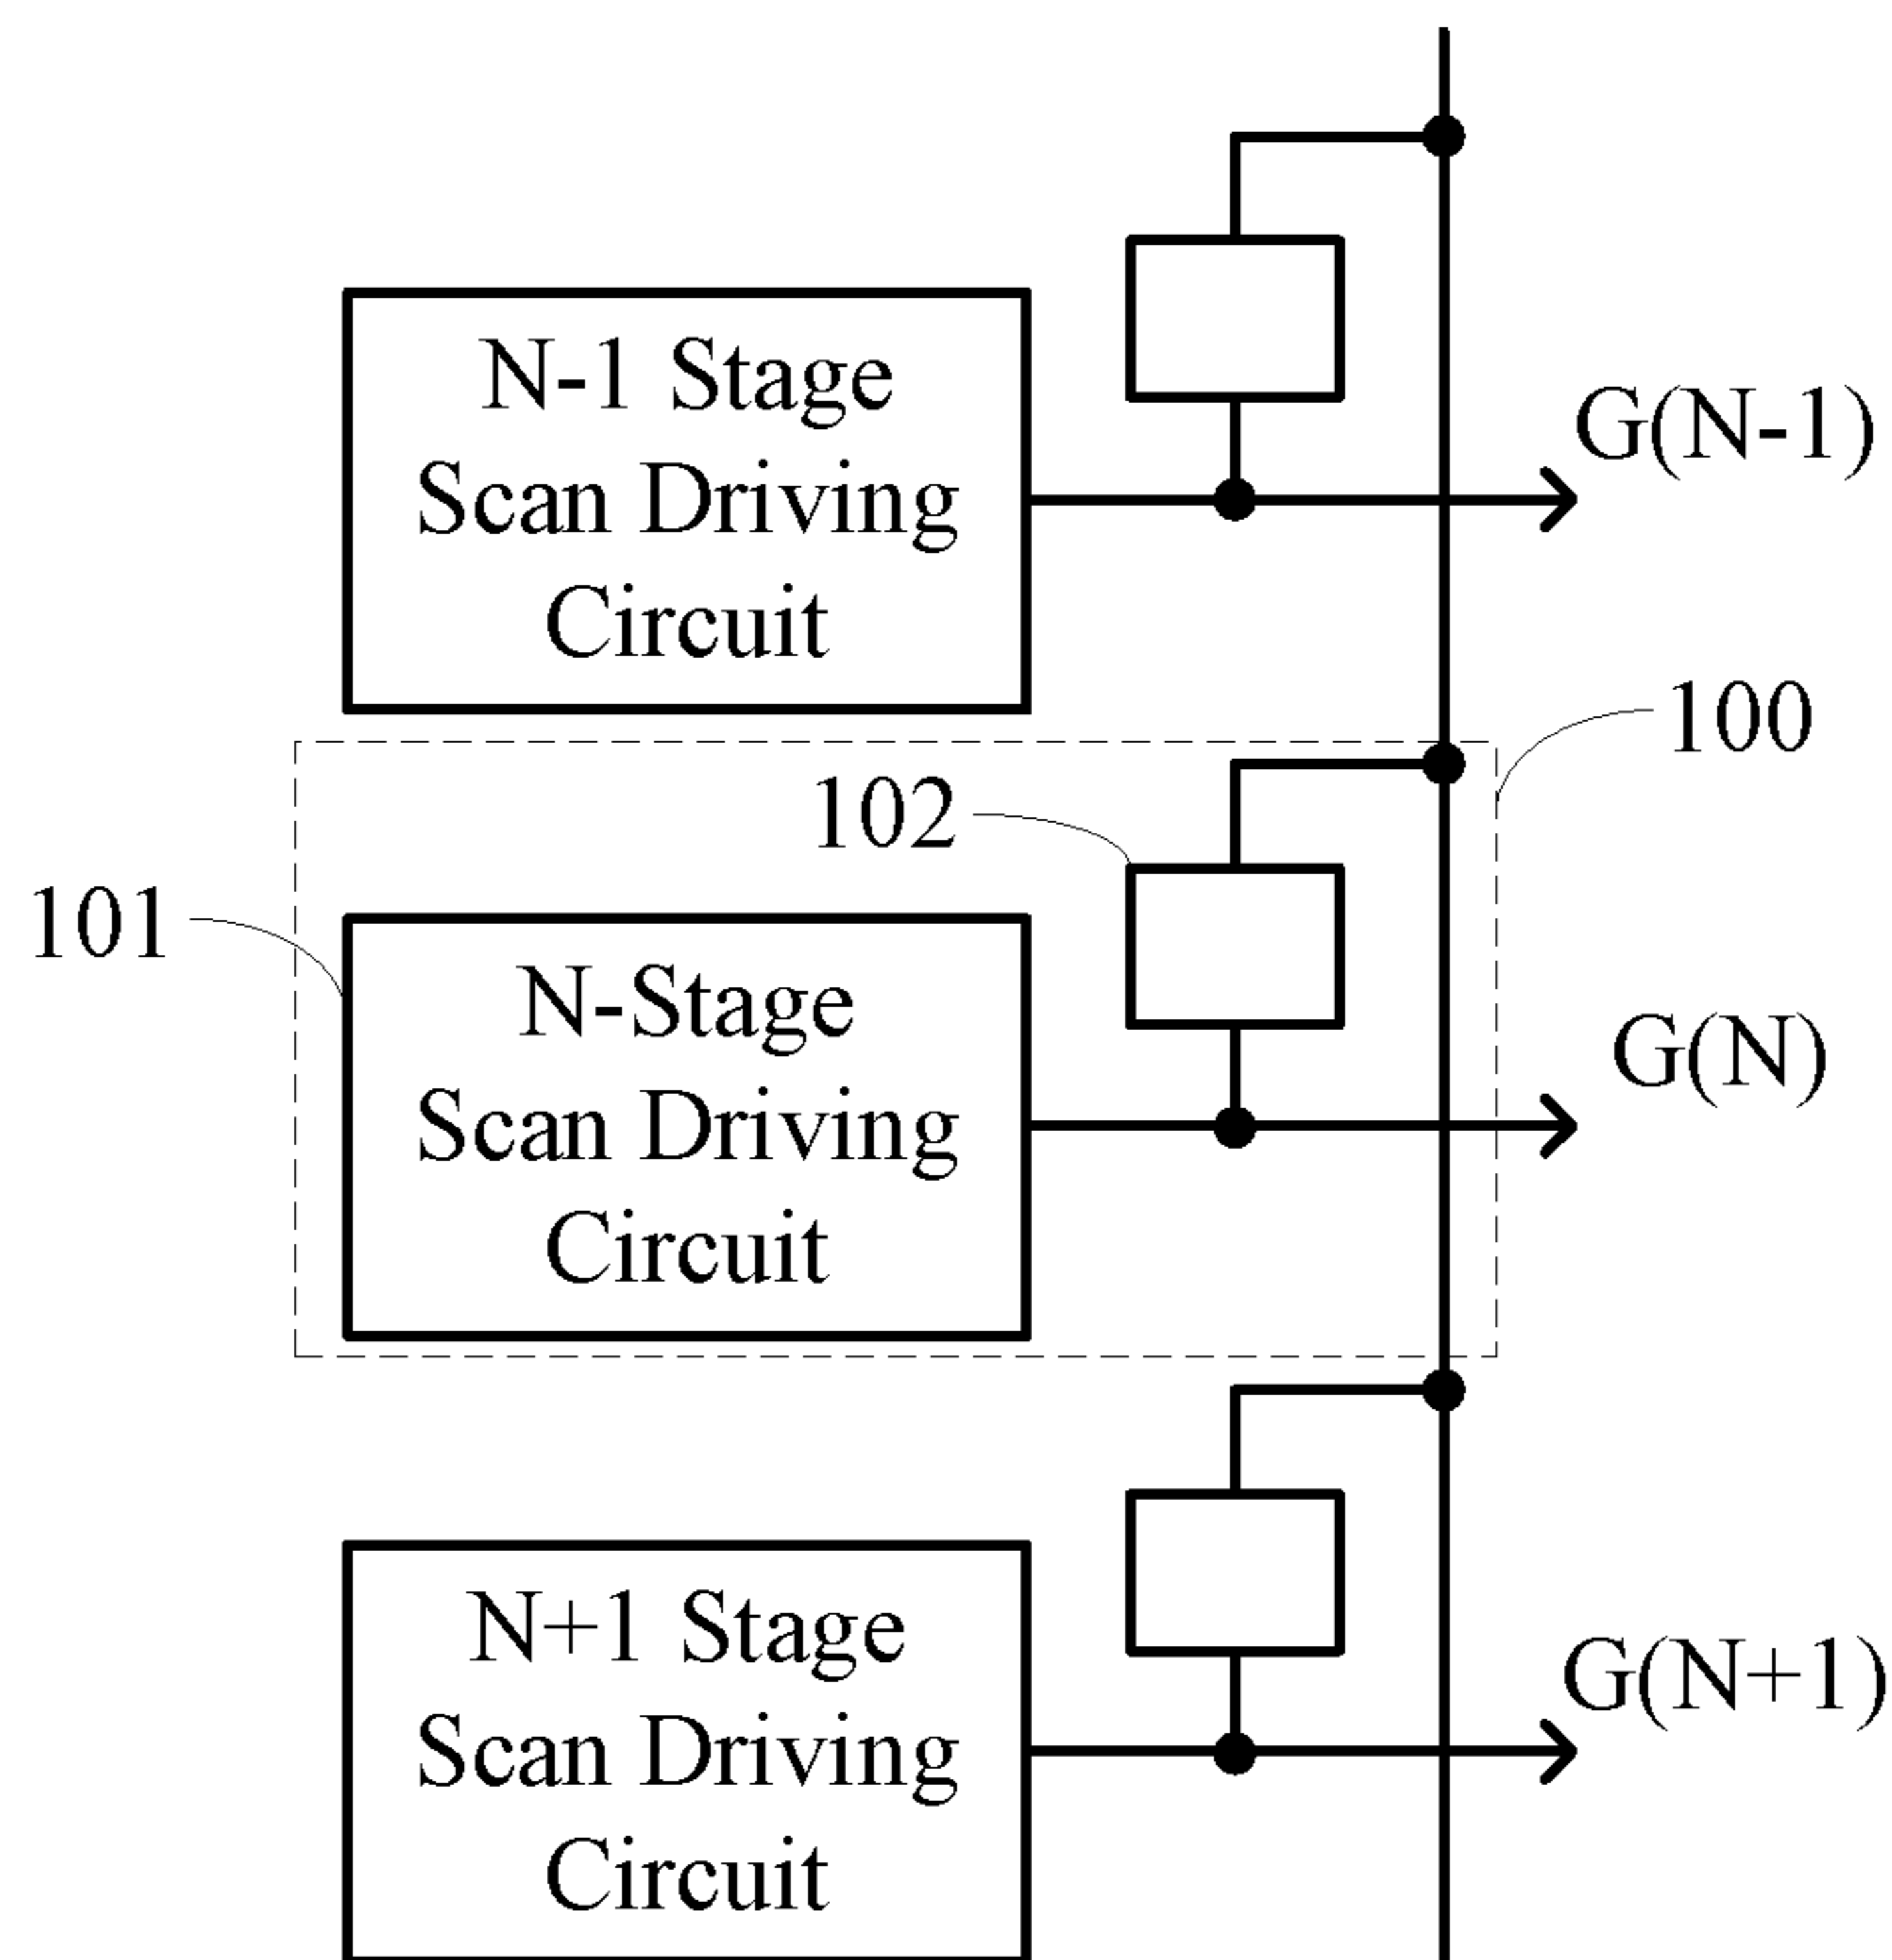 N-1 Stage
Scan Driving
Circuit
G(N-1)
100
102
101
N-Stage
Scan Driving
Circuit
G(N)
N+1 Stage
Scan Driving
Circuit
G(N+1)